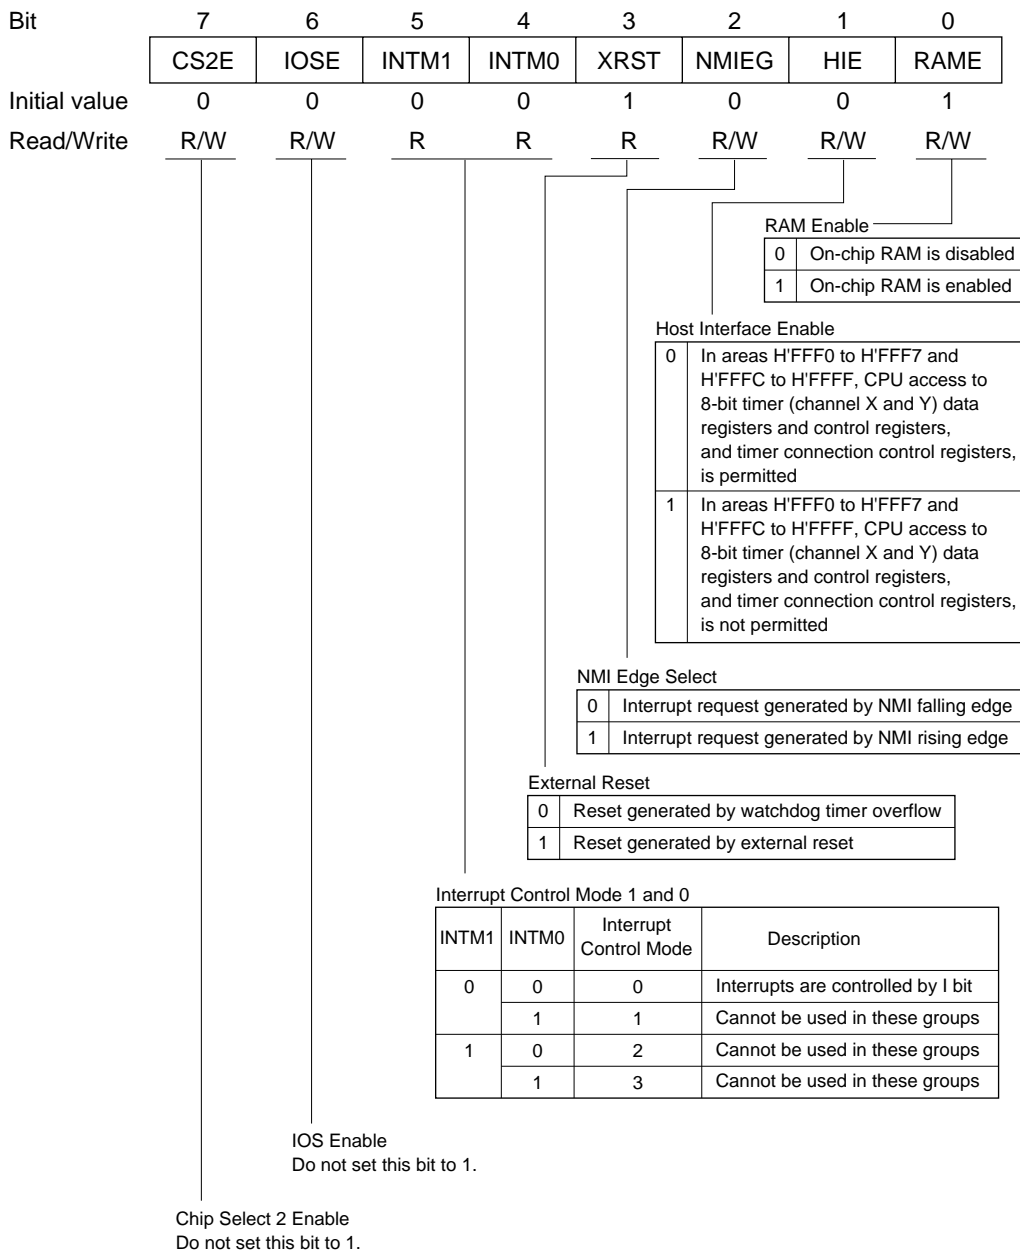 Bit 7 6 5 4 3 2 1 0
CS2E IOSE INTM1 INTM0 XRST NMIEG HIE RAME
Initial value 0 0 0 0 1 0 0 1
Read/Write R/W R/W R R R R/W R/W R/W
RAM Enable
0 On-chip RAM is disabled
1 On-chip RAM is enabled
Host Interface Enable
0 In areas H'FFF0 to H'FFF7 and
H'FFFC to H'FFFF, CPU access to
8-bit timer (channel X and Y) data
registers and control registers,
and timer connection control registers,
is permitted
1 In areas H'FFF0 to H'FFF7 and
H'FFFC to H'FFFF, CPU access to
8-bit timer (channel X and Y) data
registers and control registers,
and timer connection control registers,
is not permitted
NMI Edge Select
0 Interrupt request generated by NMI falling edge
1 Interrupt request generated by NMI rising edge
External Reset
0 Reset generated by watchdog timer overflow
1 Reset generated by external reset
Interrupt Control Mode 1 and 0
INTM1 INTM0 Interrupt Control Mode Description
0 0 0 Interrupts are controlled by I bit
1 1 Cannot be used in these groups
1 0 2 Cannot be used in these groups
1 3 Cannot be used in these groups
IOS Enable
Do not set this bit to 1.
Chip Select 2 Enable
Do not set this bit to 1.